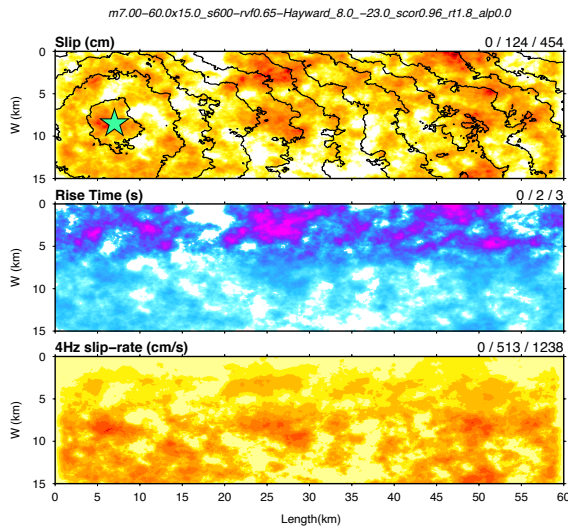 m7.00−60.0x15.0_s600−rvf0.65−Hayward_8.0_−23.0_scor0.96_rt1.8_alp0.0
Slip (cm) 0 / 124 / 454
0
5
10
15
W (km)
Rise Time (s) 0 / 2 / 3
0
5
10
15
W (km)
4Hz slip−rate (cm/s) 0 / 513 / 1238
0
5
10
15
W (km)
0 5 10 15 20 25 30 35 40 45 50 55 60
Length(km)